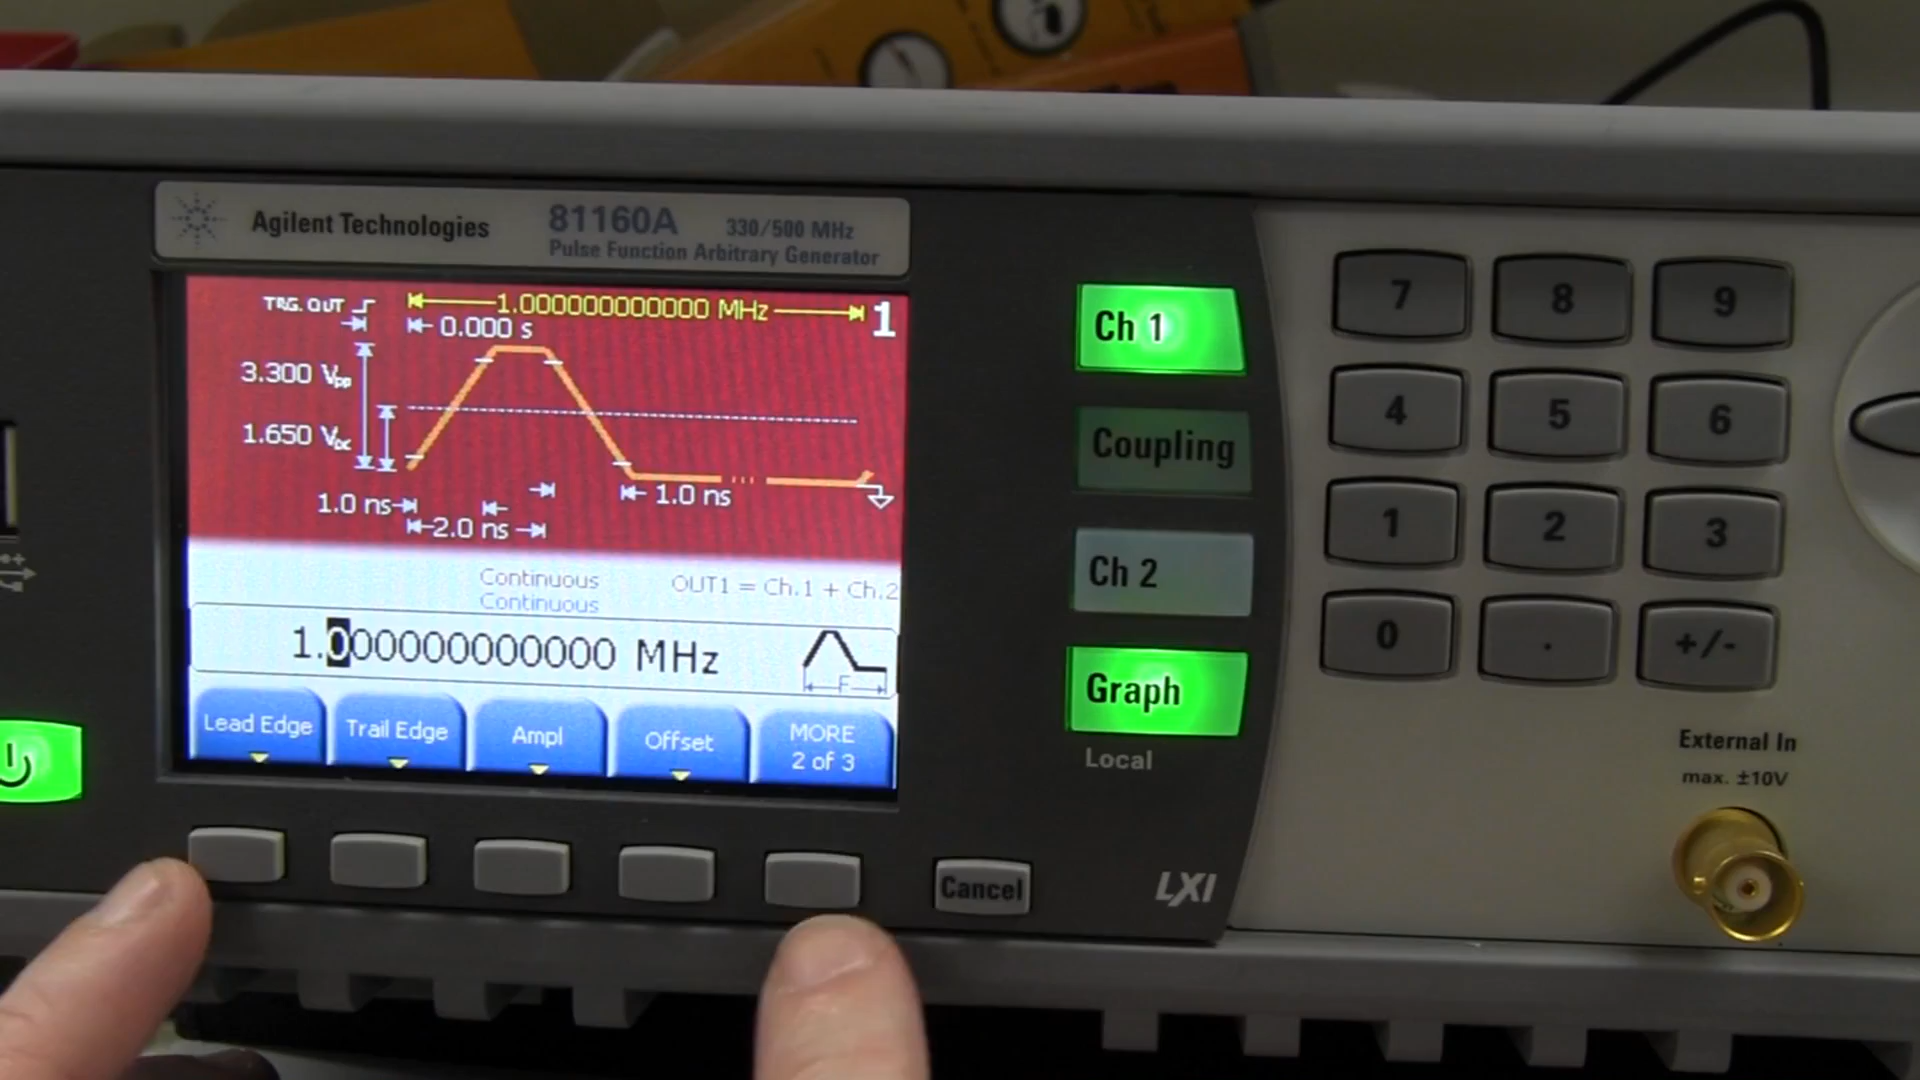 Agilent Technologies
81160A 330/500 MHz
Pulse Function Arbitrary Generator
TRG. OUT
1.000000000000 MHz
1
0.000 s
3.300 Vpp
1.650 VDC
1.0 ns
1.0 ns
2.0 ns
Continuous
Continuous
OUT1 = Ch.1 + Ch.2
1.000000000000 MHz
F
Lead Edge
Trail Edge
Ampl
Offset
MORE
2 of 3
Cancel
Ch 1
Coupling
Ch 2
Graph
Local
LXI
7 8 9
4 5 6
1 2 3
0 . +/-
External In
max. ±10V